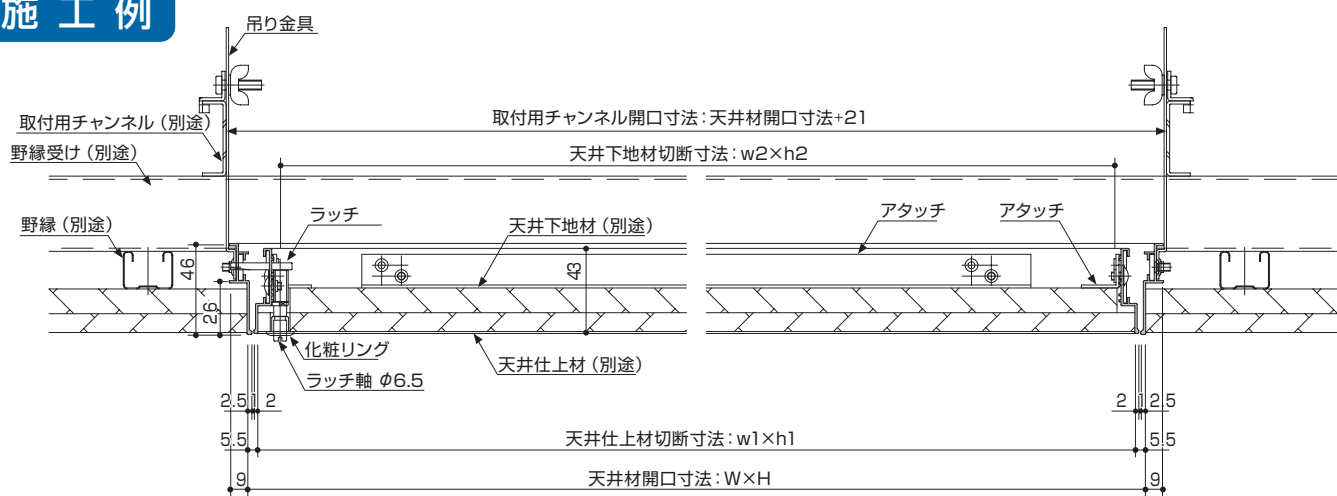 施工例
吊り金具
取付用チャンネル（別途）
取付用チャンネル開口寸法：天井材開口寸法+21
野縁受け（別途）
天井下地材切断寸法：w2×h2
野縁（別途）
ラッチ
天井下地材（別途）
アタッチ
アタッチ
46
26
43
化粧リング
天井仕上材（別途）
ラッチ軸 φ6.5
2.5
1
2
2
1
2.5
5.5
天井仕上材切断寸法：w1×h1
5.5
9
天井材開口寸法：W×H
9